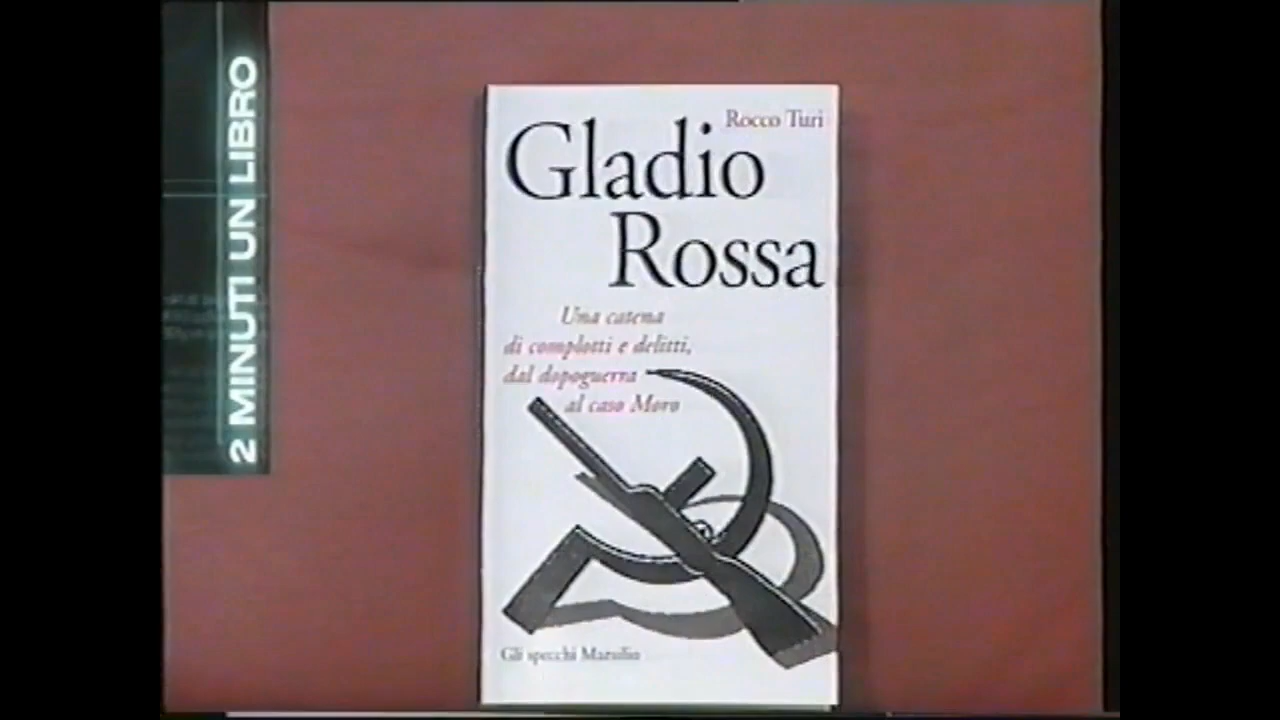 2 MINUTI UN LIBRO
Rocco Turi
Gladio
Rossa
Una catena
di complotti e delitti,
dal dopoguerra
al caso Moro
Gli specchi Marsilio